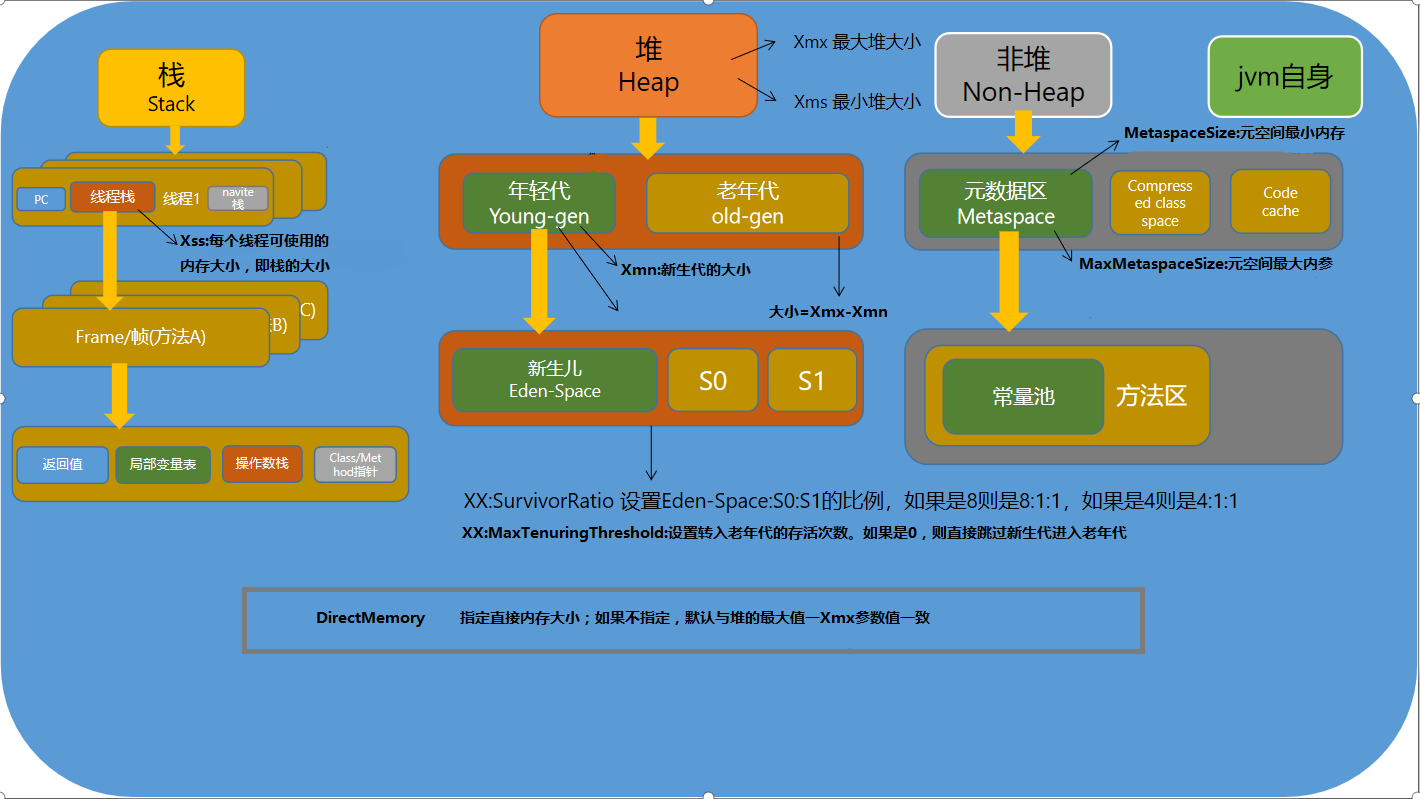 栈
Stack
堆
Heap
Xmx 最大堆大小
Xms 最小堆大小
非堆
Non-Heap
jvm自身
MetaspaceSize:元空间最小内存
PC
线程栈
线程1
navite
栈
Xss:每个线程可使用的
内存大小，即栈的大小
年轻代
Young-gen
老年代
old-gen
Xmn:新生代的大小
大小=Xmx-Xmn
元数据区
Metaspace
Compress
ed class
space
Code
cache
MaxMetaspaceSize:元空间最大内参
Frame/帧(方法A)
B)
C)
新生儿
Eden-Space
S0
S1
常量池
方法区
返回值
局部变量表
操作数栈
Class/Met
hod指针
XX:SurvivorRatio 设置Eden-Space:S0:S1的比例，如果是8则是8:1:1，如果是4则是4:1:1
XX:MaxTenuringThreshold:设置转入老年代的存活次数。如果是0，则直接跳过新生代进入老年代
DirectMemory 指定直接内存大小；如果不指定，默认与堆的最大值一Xmx参数值一致